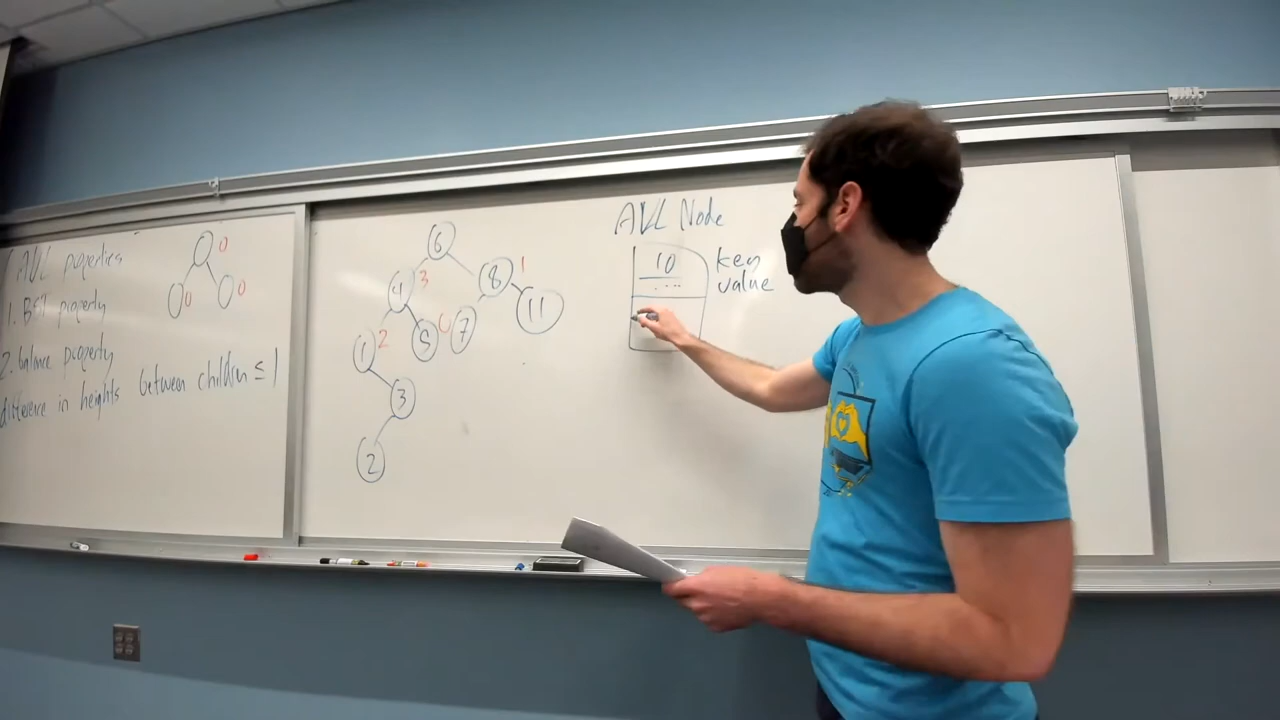 AVL properties
1. BST property
2. balance property
difference in heights between children ≤ 1
0
0 0
6
4 3 8 1
1 2 5 0 7 11
3
2
AVL Node
10 key
.... value